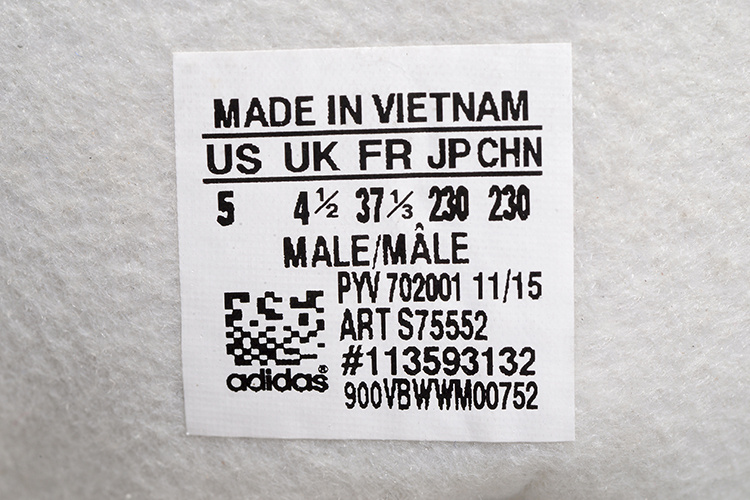 MADE IN VIETNAM
US UK FR JP CHN
5 4½ 37⅓ 230 230
MALE/MÂLE
PYV 702001 11/15
ART S75552
#113593132
adidas®
900VBWWM00752